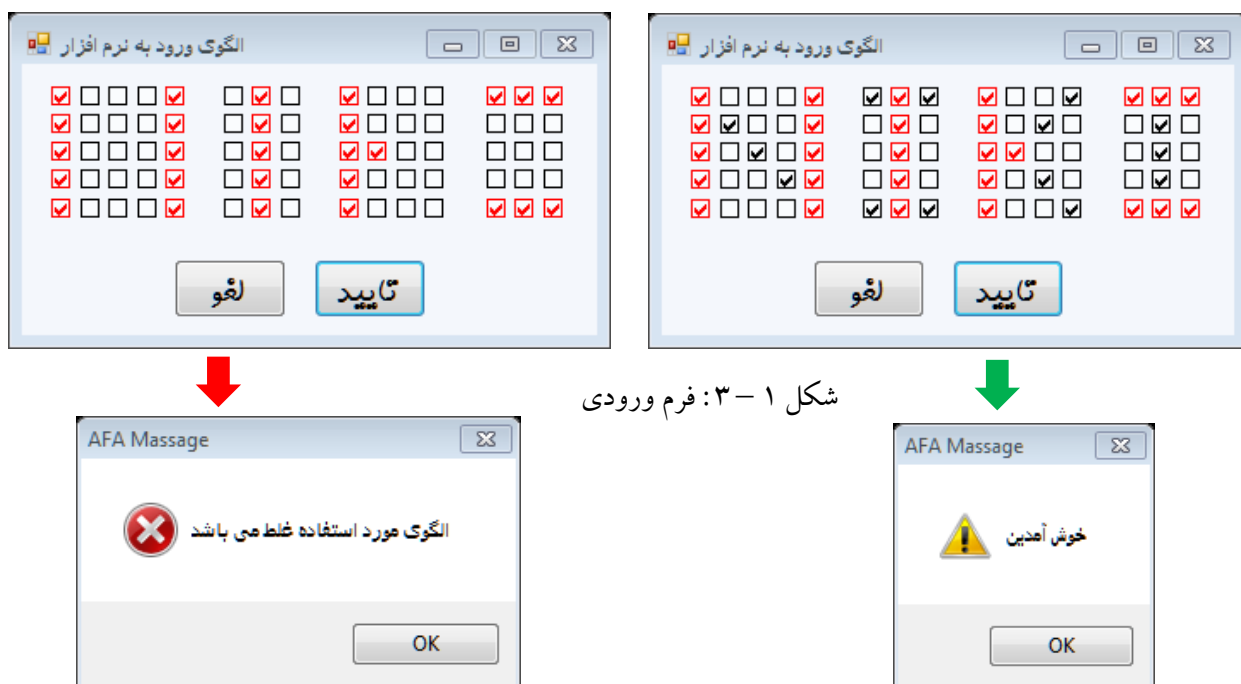 الگوی ورود به نرم افزار
الگوی ورود به نرم افزار
لغو
تایید
لغو
تایید
شکل ۱ – ۳: فرم ورودی
AFA Massage
الگوی مورد استفاده غلط می باشد
OK
AFA Massage
خوش آمدین
OK